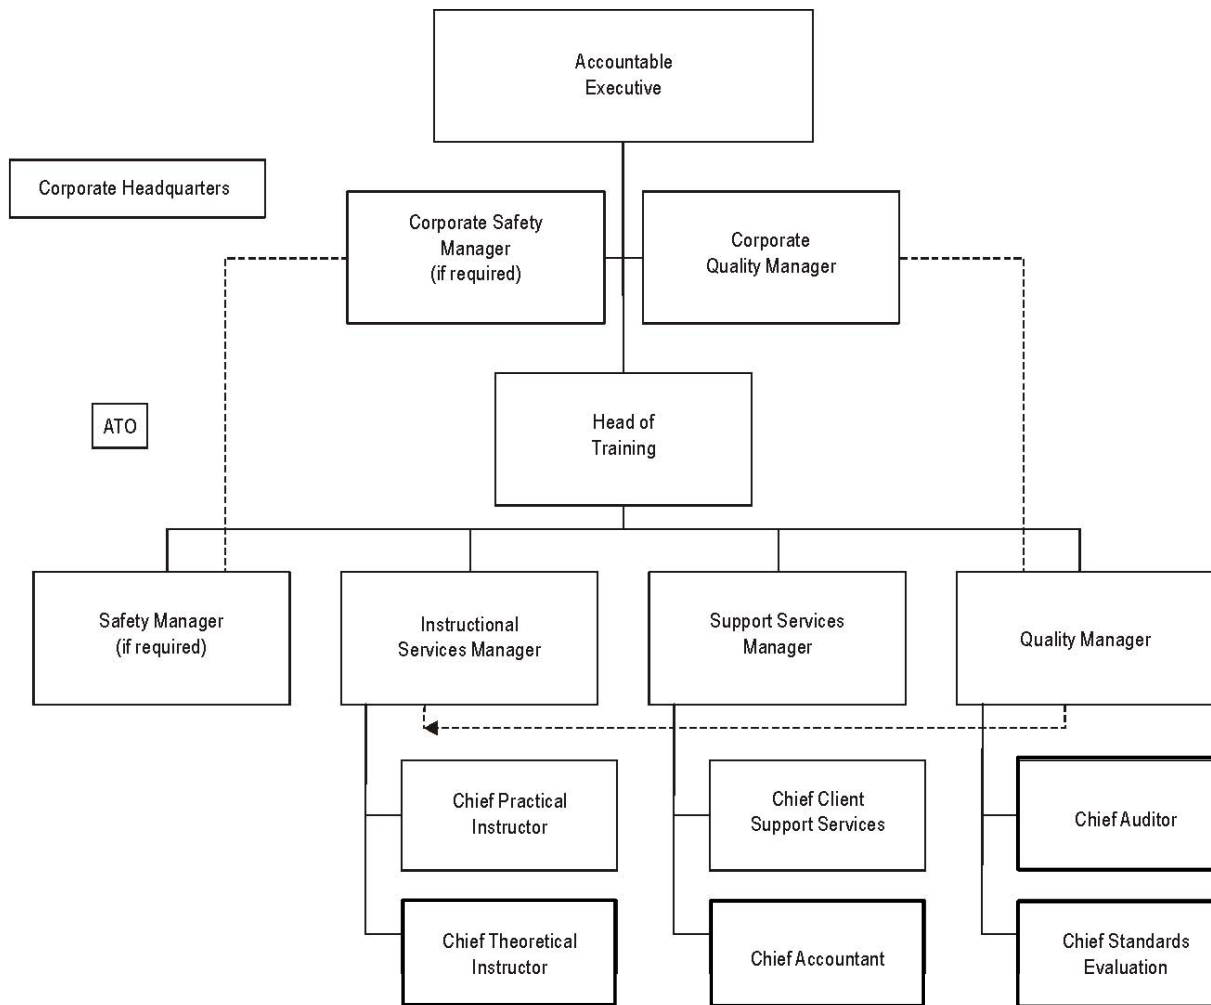 Accountable
Executive
Corporate Headquarters
Corporate Safety
Manager
(if required)
Corporate
Quality Manager
ATO
Head of
Training
Safety Manager
(if required)
Instructional
Services Manager
Support Services
Manager
Quality Manager
Chief Practical
Instructor
Chief Client
Support Services
Chief Auditor
Chief Theoretical
Instructor
Chief Accountant
Chief Standards
Evaluation